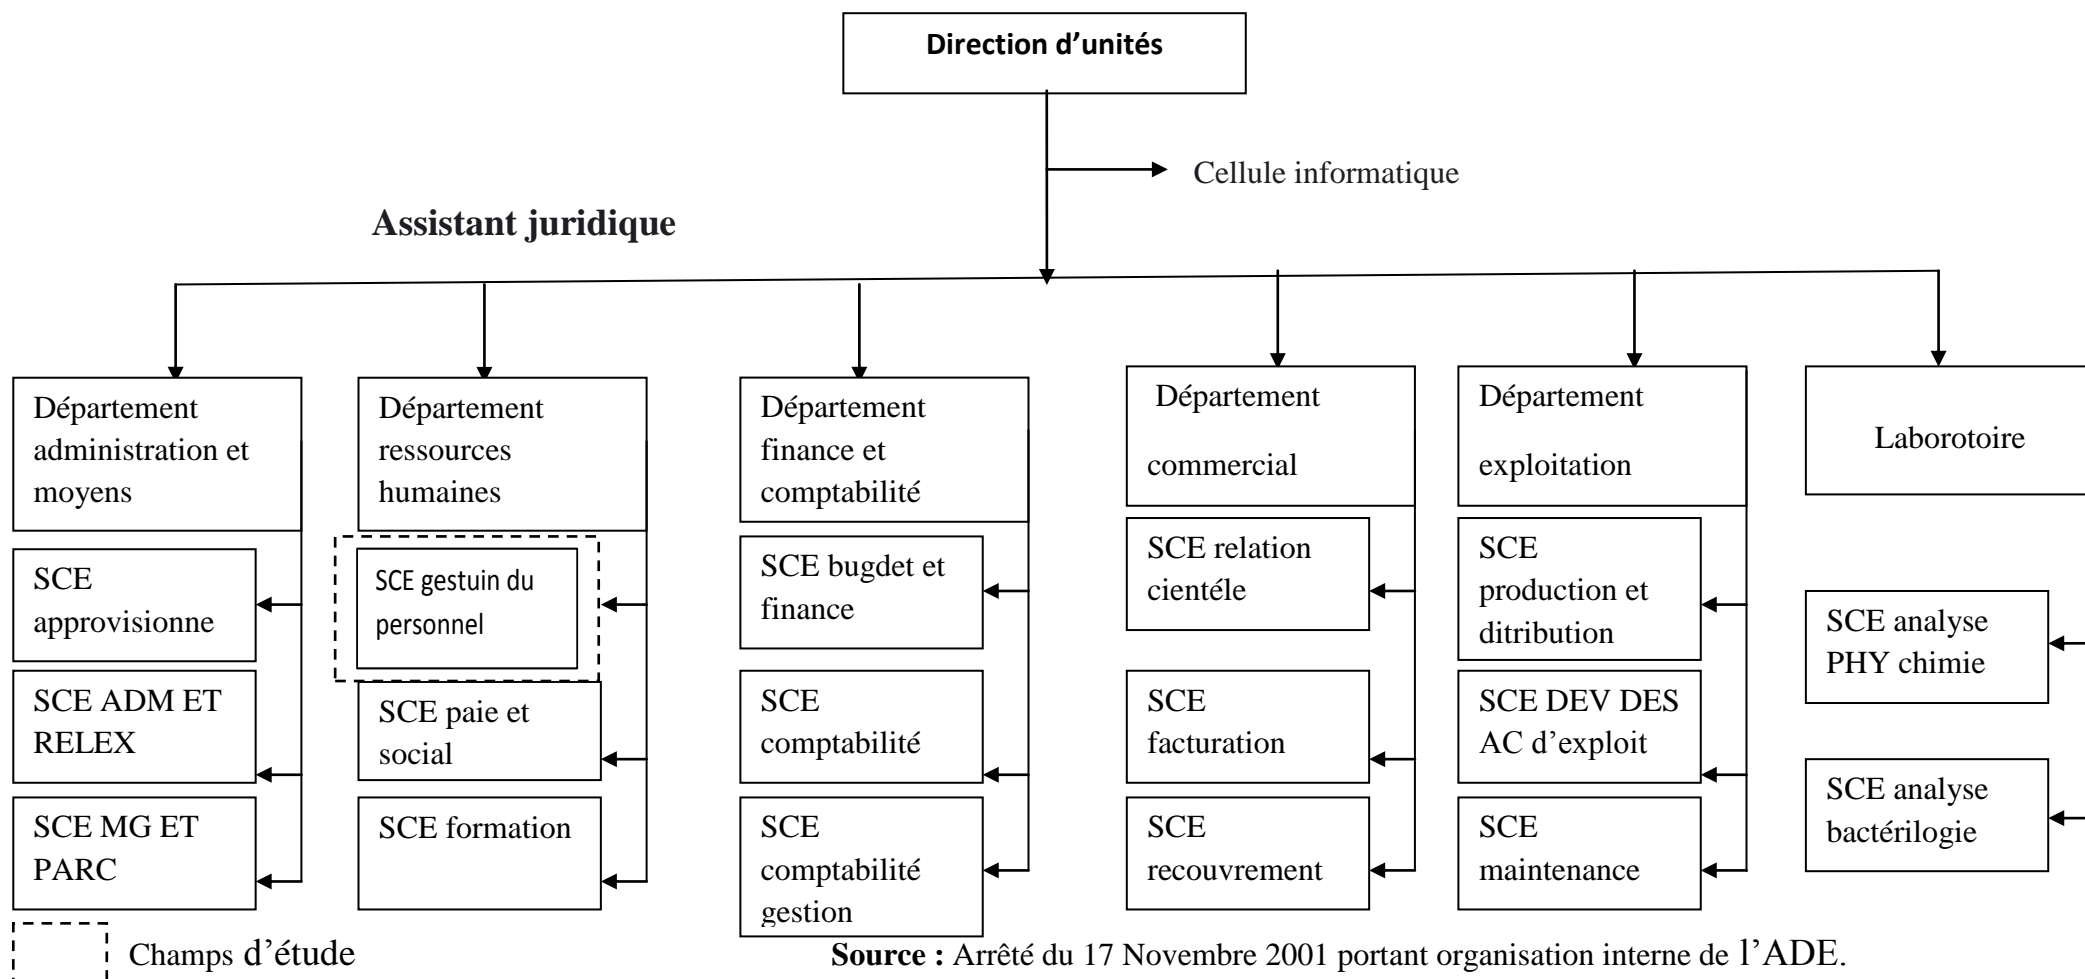 Direction d’unités
Cellule informatique
Assistant juridique
Département
administration et
moyens
SCE
approvisionne
SCE ADM ET
RELEX
SCE MG ET
PARC
Département
ressources
humaines
SCE gestuin du
personnel
SCE paie et
social
SCE formation
Département
finance et
comptabilité
SCE bugdet et
finance
SCE
comptabilité
SCE
comptabilité
gestion
Département
commercial
SCE relation
cientéle
SCE
facturation
SCE
recouvrement
Département
exploitation
SCE
production et
ditribution
SCE DEV DES
AC d’exploit
SCE
maintenance
Laborotoire
SCE analyse
PHY chimie
SCE analyse
bactérilogie
Champs d’étude
Source : Arrêté du 17 Novembre 2001 portant organisation interne de l’ADE.